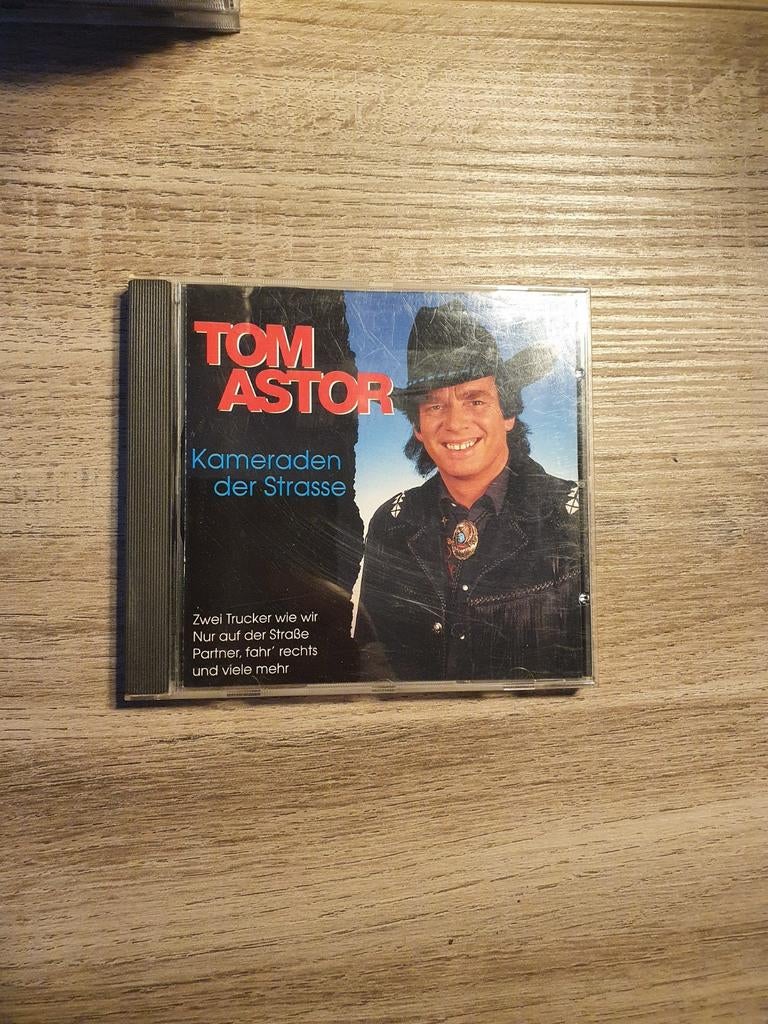 TOM
ASTOR
Kameraden
der Strasse
Zwei Trucker wie wir
Nur auf der Straße
Partner, fahr' rechts
und viele mehr